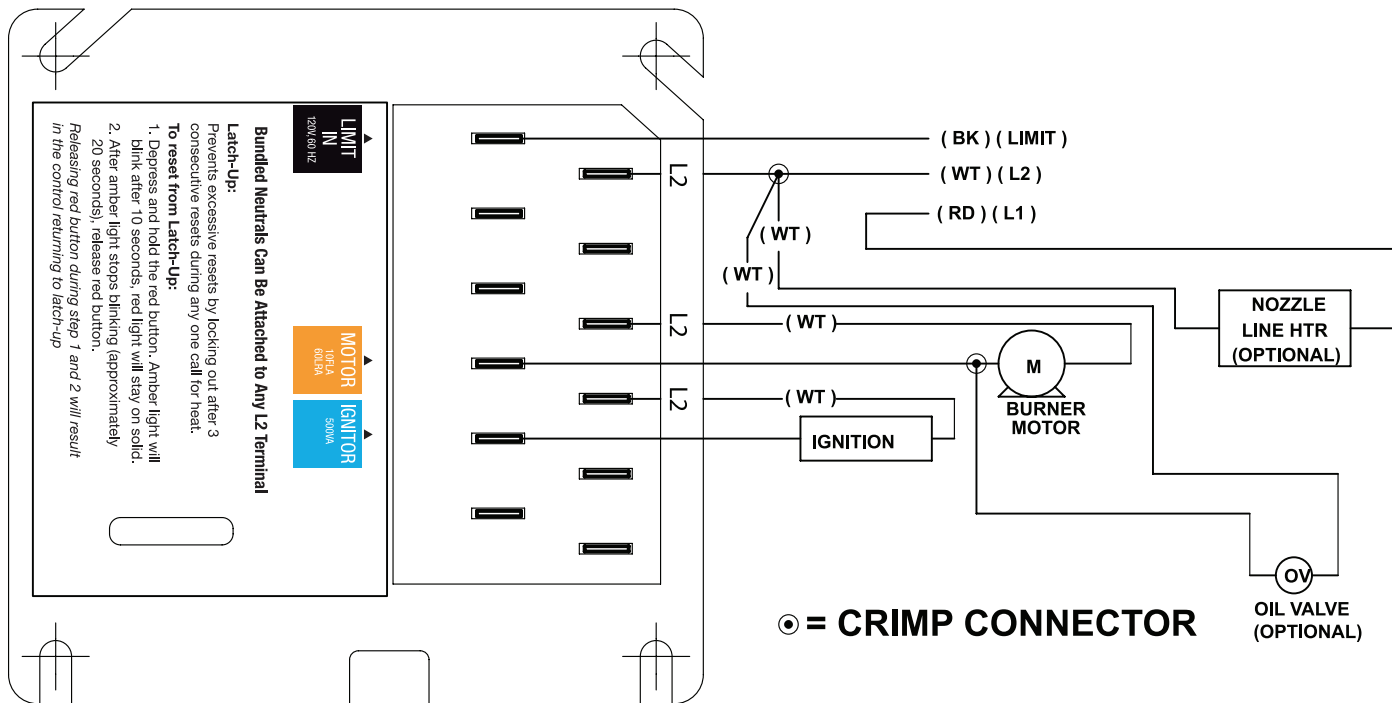 LIMIT
IN
120V, 60 HZ
MOTOR
10FLA
60LRA
IGNITOR
500VA
Bundled Neutrals Can Be Attached to Any L2 Terminal
Latch-Up:
Prevents excessive resets by locking out after 3
consecutive resets during any one call for heat.
To reset from Latch-Up:
1. Depress and hold the red button. Amber light will
blink after 10 seconds, red light will stay on solid.
2. After amber light stops blinking (approximately
20 seconds), release red button.
Releasing red button during step 1 and 2 will result
in the control returning to latch-up
L2
L2
L2
( BK ) ( LIMIT )
( WT ) ( L2 )
( RD ) ( L1 )
( WT )
( WT )
( WT )
( WT )
NOZZLE
LINE HTR
(OPTIONAL)
M
BURNER
MOTOR
IGNITION
OV
OIL VALVE
(OPTIONAL)
= CRIMP CONNECTOR